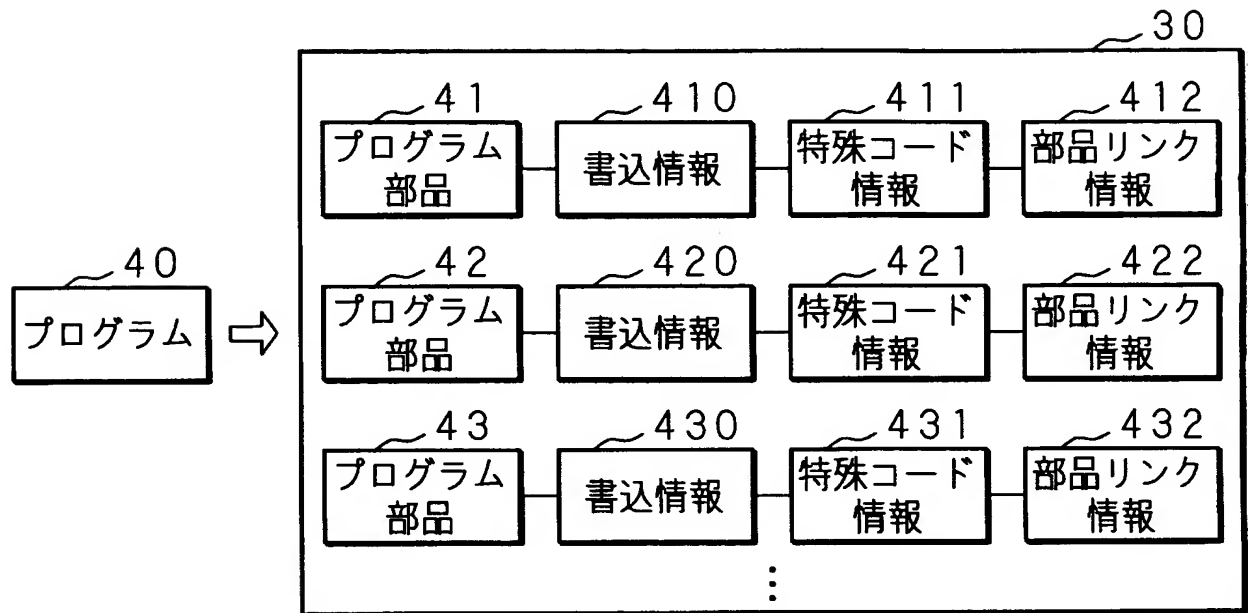 30
41
410
411
412
プログラム
部品
書込情報
特殊コード
情報
部品リンク
情報
40
プログラム
42
420
421
422
プログラム
部品
書込情報
特殊コード
情報
部品リンク
情報
43
430
431
432
プログラム
部品
書込情報
特殊コード
情報
部品リンク
情報
⋮